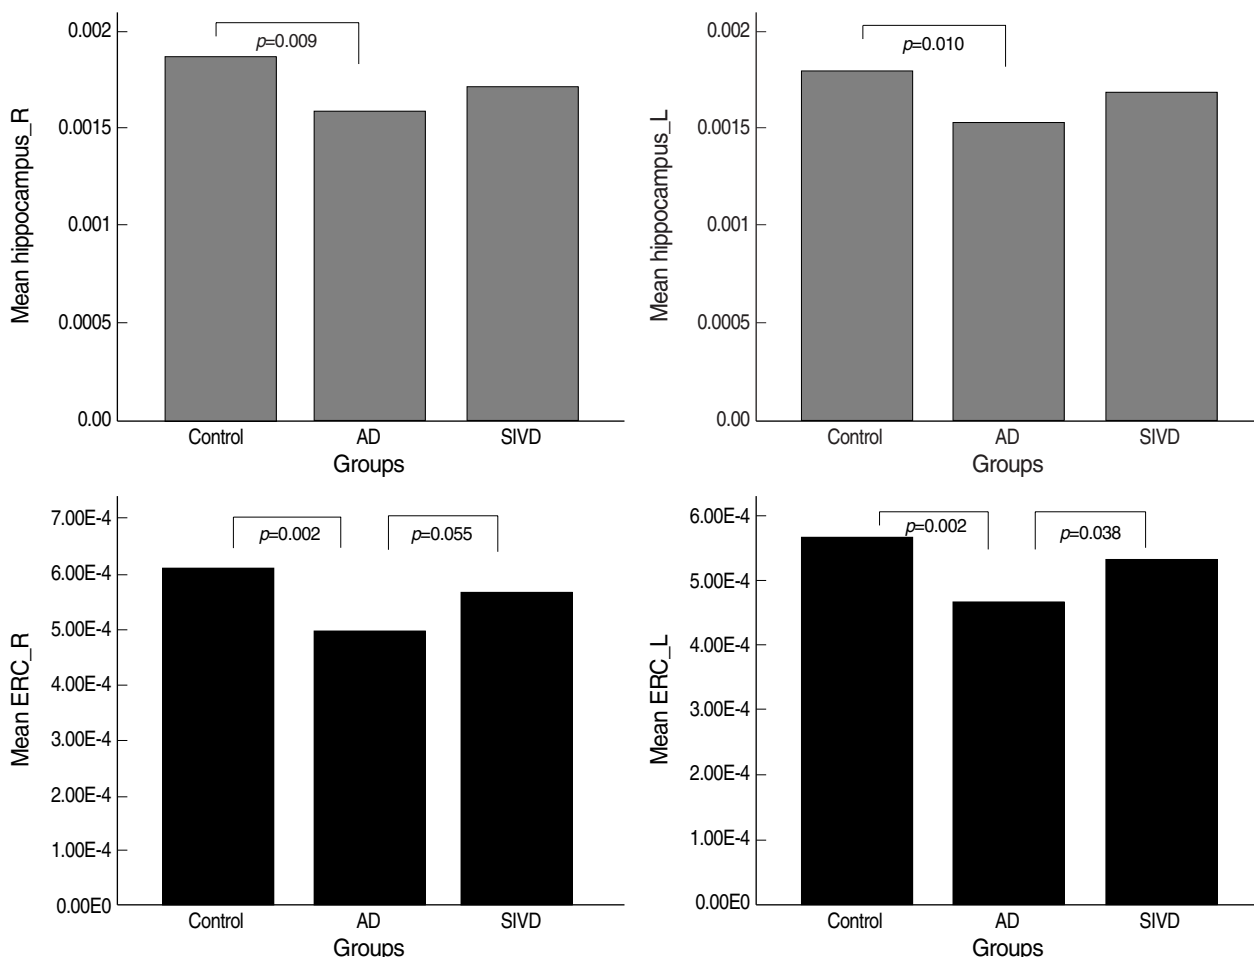 Mean hippocampus_R
0.002
0.0015
0.001
0.0005
0.00
p=0.009
Control
AD
SIVD
Groups
Mean hippocampus_L
0.002
0.0015
0.001
0.0005
0.00
p=0.010
Control
AD
SIVD
Groups
Mean ERC_R
7.00E-4
6.00E-4
5.00E-4
4.00E-4
3.00E-4
2.00E-4
1.00E-4
0.00E0
p=0.002
p=0.055
Control
AD
SIVD
Groups
Mean ERC_L
6.00E-4
5.00E-4
4.00E-4
3.00E-4
2.00E-4
1.00E-4
0.00E0
p=0.002
p=0.038
Control
AD
SIVD
Groups